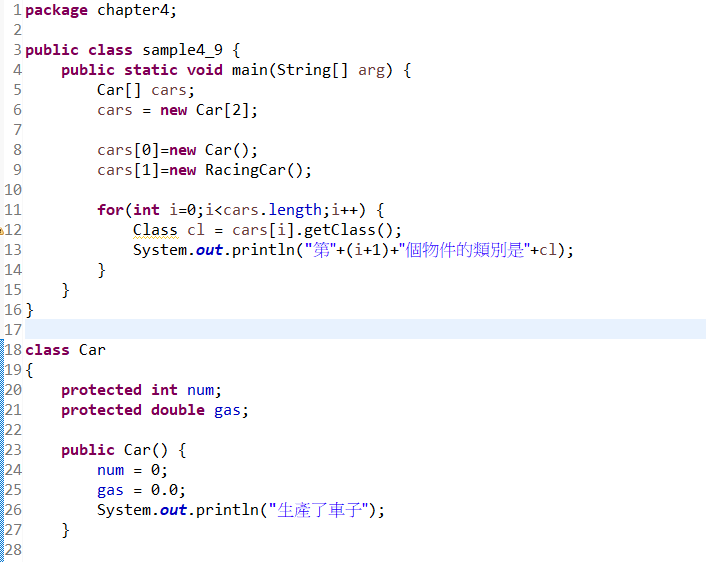 1 package chapter4;
2
3 public class sample4_9 {
4     public static void main(String[] arg) {
5         Car[] cars;
6         cars = new Car[2];
7
8         cars[0]=new Car();
9         cars[1]=new RacingCar();
10
11         for(int i=0;i<cars.length;i++) {
12             Class cl = cars[i].getClass();
13             System.out.println("第"+(i+1)+"個物件的類別是"+cl);
14         }
15     }
16 }
17
18 class Car
19 {
20     protected int num;
21     protected double gas;
22
23     public Car() {
24         num = 0;
25         gas = 0.0;
26         System.out.println("生產了車子");
27     }
28